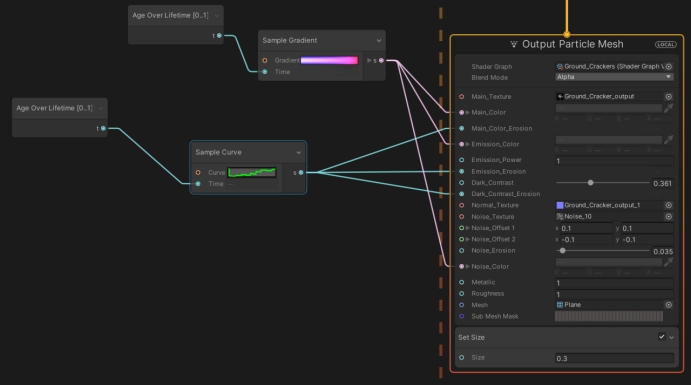 Age Over Lifetime [0..1]
t
Sample Gradient
Gradient
s
Time
Age Over Lifetime [0..1]
t
Sample Curve
Curve
s
Time
Output Particle Mesh
LOCAL
Shader Graph
Ground_Crackers (Shader Graph
Blend Mode
Alpha
Main_Texture
Ground_Cracker_output
Main_Color
Main_Color_Erosion
Emission_Color
Emission_Power
1
Emission_Erosion
Dark_Contrast
0.361
Dark_Contrast_Erosion
Normal_Texture
Ground_Cracker_output_1
Noise_Texture
Noise_10
Noise_Offset 1
x 0.1
y 0.1
Noise_Offset 2
x -0.1
y -0.1
Noise_Erosion
0.035
Noise_Color
Metallic
1
Roughness
1
Mesh
Plane
Sub Mesh Mask
Set Size
Size
0.3